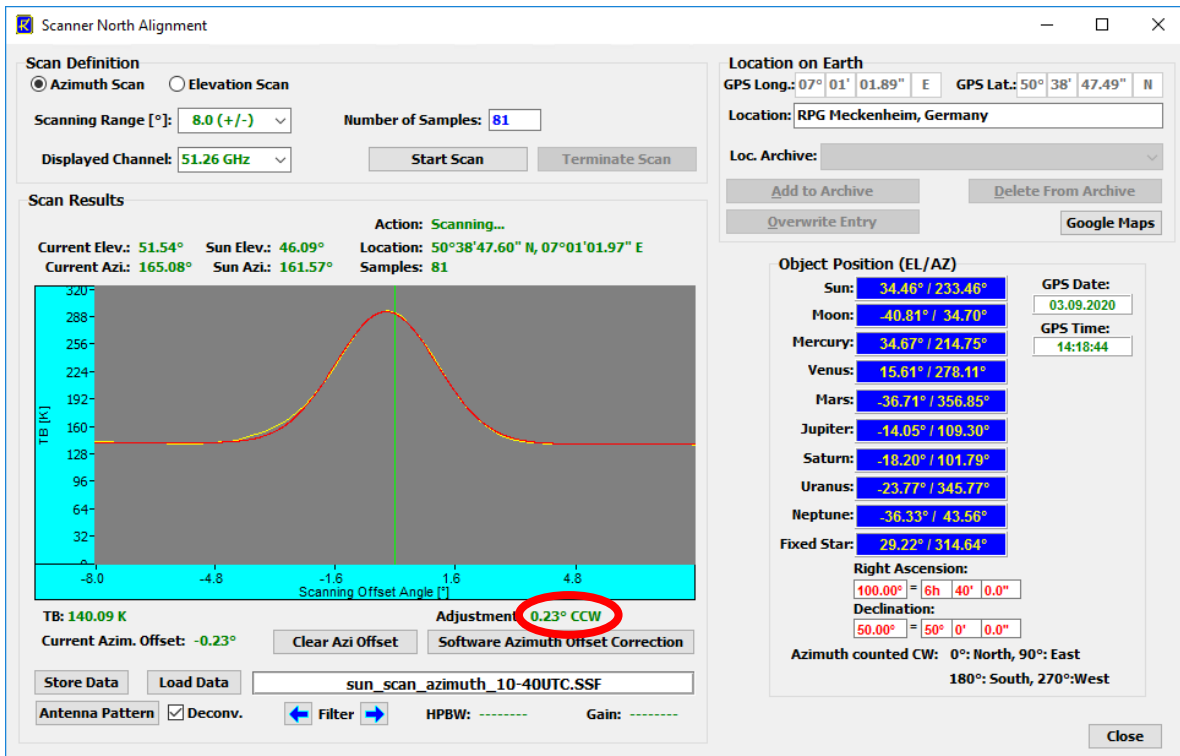 Scanner North Alignment
Scan Definition
Azimuth Scan Elevation Scan
Scanning Range [°]: 8.0 (+/-) Number of Samples: 81
Displayed Channel: 51.26 GHz Start Scan Terminate Scan
Scan Results
Action: Scanning...
Current Elev.: 51.54° Sun Elev.: 46.09° Location: 50°38'47.60" N, 07°01'01.97" E
Current Azi.: 165.08° Sun Azi.: 161.57° Samples: 81
320-
288-
256-
224-
192-
160-
128-
96-
64-
32-
TB [K]
-8.0 -4.8 -1.6 1.6 4.8
Scanning Offset Angle [°]
TB: 140.09 K Adjustment 0.23° CCW
Current Azim. Offset: -0.23° Clear Azi Offset Software Azimuth Offset Correction
Store Data Load Data sun_scan_azimuth_10-40UTC.SSF
Antenna Pattern Deconv. Filter HPBW: -------- Gain: --------
Location on Earth
GPS Long.: 07° 01' 01.89" E GPS Lat.: 50° 38' 47.49" N
Location: RPG Meckenheim, Germany
Loc. Archive:
Add to Archive Delete From Archive
Overwrite Entry Google Maps
Object Position (EL/AZ)
Sun: 34.46° / 233.46°
Moon: -40.81° / 34.70°
Mercury: 34.67° / 214.75°
Venus: 15.61° / 278.11°
Mars: -36.71° / 356.85°
Jupiter: -14.05° / 109.30°
Saturn: -18.20° / 101.79°
Uranus: -23.77° / 345.77°
Neptune: -36.33° / 43.56°
Fixed Star: 29.22° / 314.64°
GPS Date:
03.09.2020
GPS Time:
14:18:44
Right Ascension:
100.00° = 6h 40' 0.0"
Declination:
50.00° = 50° 0' 0.0"
Azimuth counted CW: 0°: North, 90°: East
180°: South, 270°:West
Close